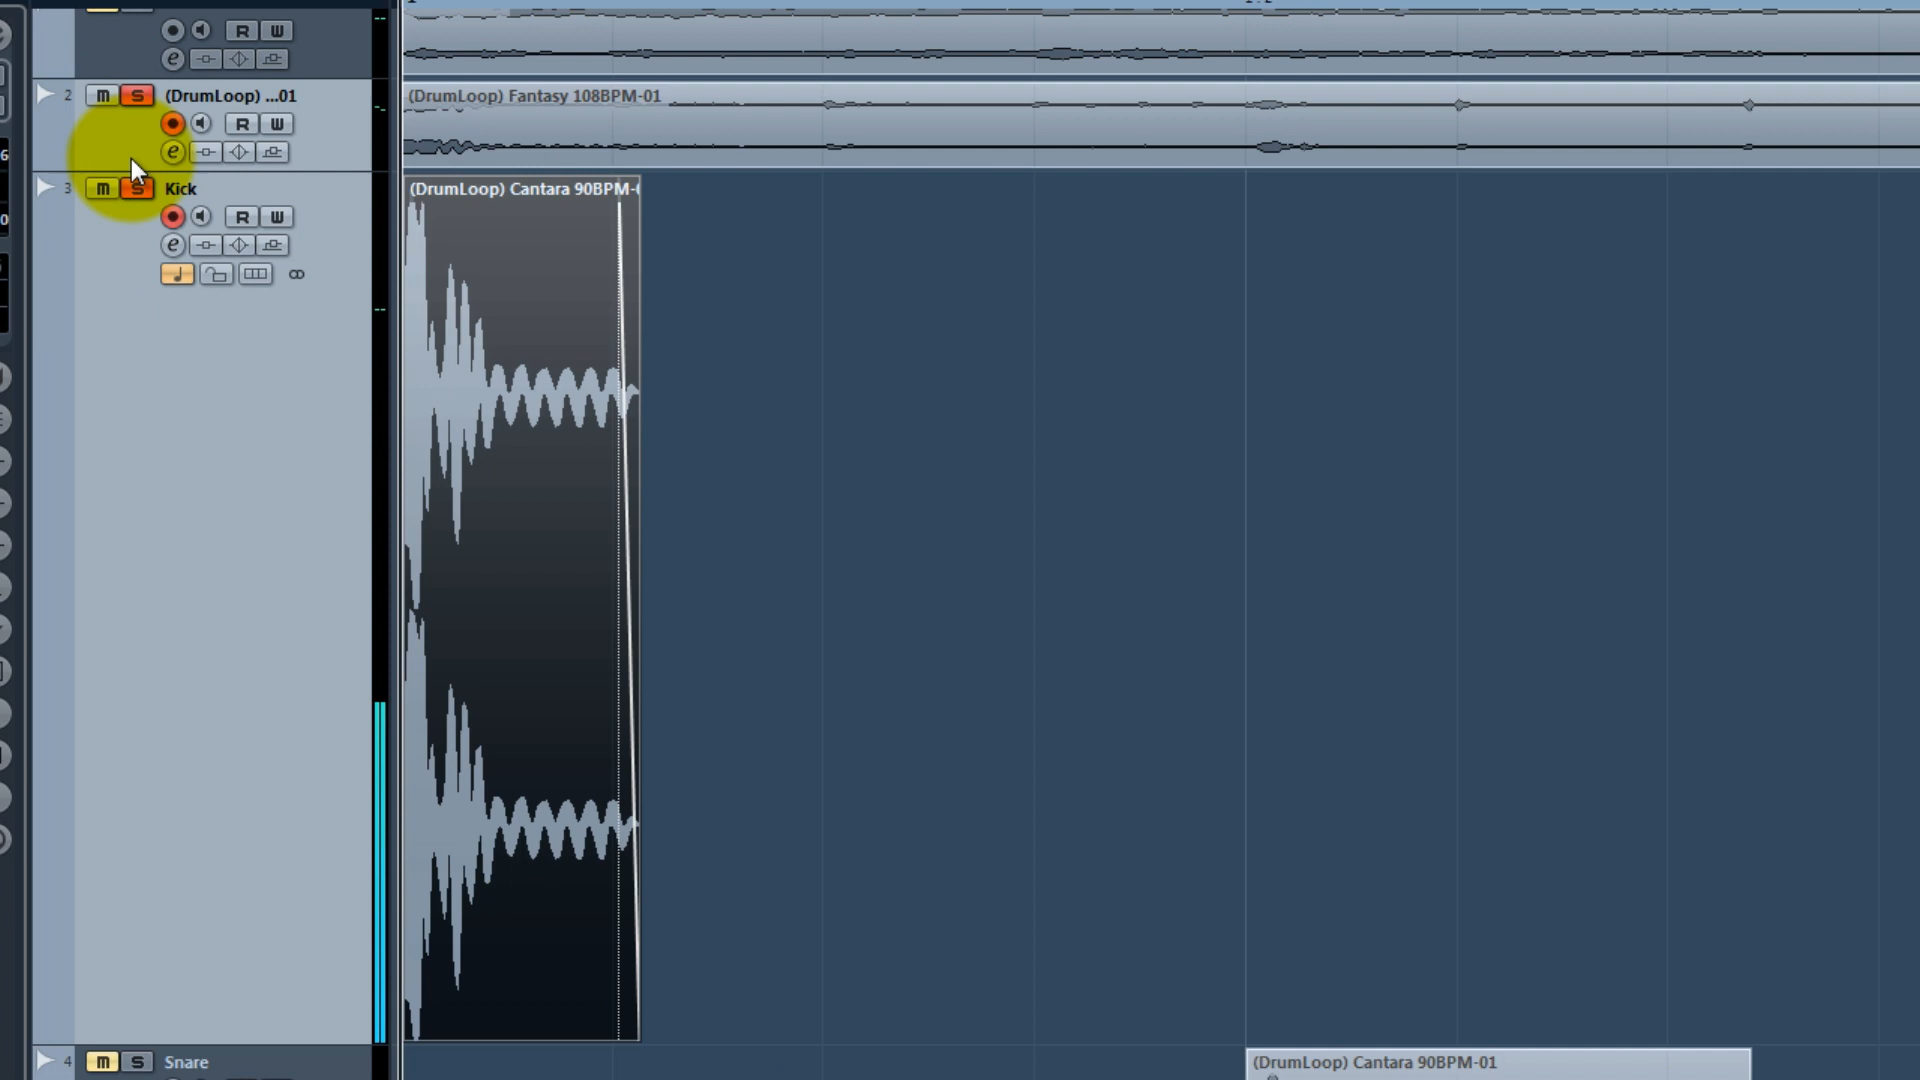 R W
e
2 m S (DrumLoop) ...01
(DrumLoop) Fantasy 108BPM-01
R W
e
3 m S Kick
(DrumLoop) Cantara 90BPM-
R W
e
4 m S Snare
(DrumLoop) Cantara 90BPM-01